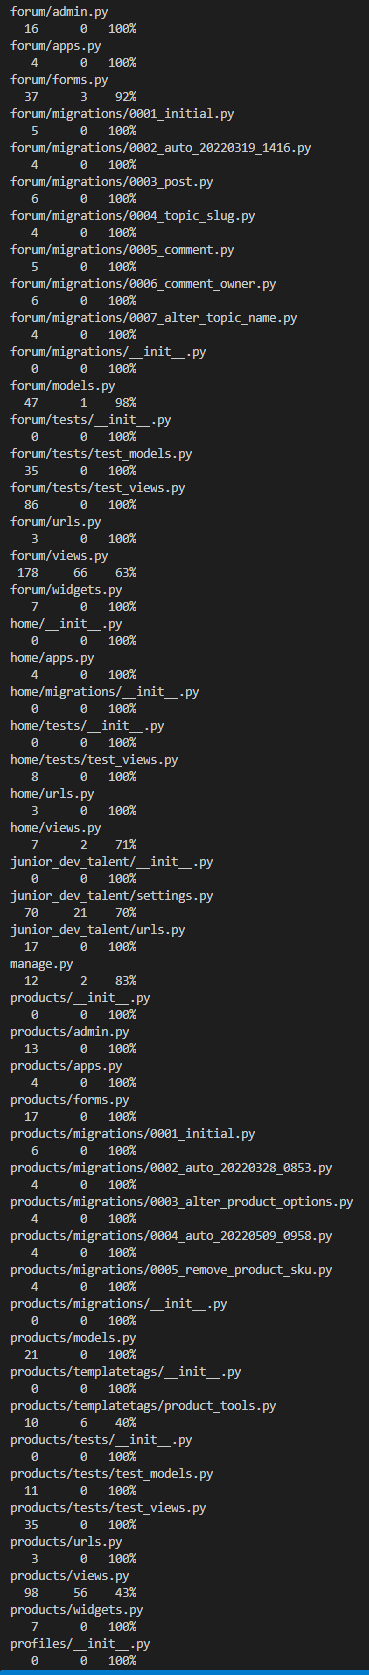 forum/admin.py
16 0 100%
forum/apps.py
4 0 100%
forum/forms.py
37 3 92%
forum/migrations/0001_initial.py
5 0 100%
forum/migrations/0002_auto_20220319_1416.py
4 0 100%
forum/migrations/0003_post.py
6 0 100%
forum/migrations/0004_topic_slug.py
4 0 100%
forum/migrations/0005_comment.py
5 0 100%
forum/migrations/0006_comment_owner.py
6 0 100%
forum/migrations/0007_alter_topic_name.py
4 0 100%
forum/migrations/__init__.py
0 0 100%
forum/models.py
47 1 98%
forum/tests/__init__.py
0 0 100%
forum/tests/test_models.py
35 0 100%
forum/tests/test_views.py
86 0 100%
forum/urls.py
3 0 100%
forum/views.py
178 66 63%
forum/widgets.py
7 0 100%
home/__init__.py
0 0 100%
home/apps.py
4 0 100%
home/migrations/__init__.py
0 0 100%
home/tests/__init__.py
0 0 100%
home/tests/test_views.py
8 0 100%
home/urls.py
3 0 100%
home/views.py
7 2 71%
junior_dev_talent/__init__.py
0 0 100%
junior_dev_talent/settings.py
70 21 70%
junior_dev_talent/urls.py
17 0 100%
manage.py
12 2 83%
products/__init__.py
0 0 100%
products/admin.py
13 0 100%
products/apps.py
4 0 100%
products/forms.py
17 0 100%
products/migrations/0001_initial.py
6 0 100%
products/migrations/0002_auto_20220328_0853.py
4 0 100%
products/migrations/0003_alter_product_options.py
4 0 100%
products/migrations/0004_auto_20220509_0958.py
4 0 100%
products/migrations/0005_remove_product_sku.py
4 0 100%
products/migrations/__init__.py
0 0 100%
products/models.py
21 0 100%
products/templatetags/__init__.py
0 0 100%
products/templatetags/product_tools.py
10 6 40%
products/tests/__init__.py
0 0 100%
products/tests/test_models.py
11 0 100%
products/tests/test_views.py
35 0 100%
products/urls.py
3 0 100%
products/views.py
98 56 43%
products/widgets.py
7 0 100%
profiles/__init__.py
0 0 100%